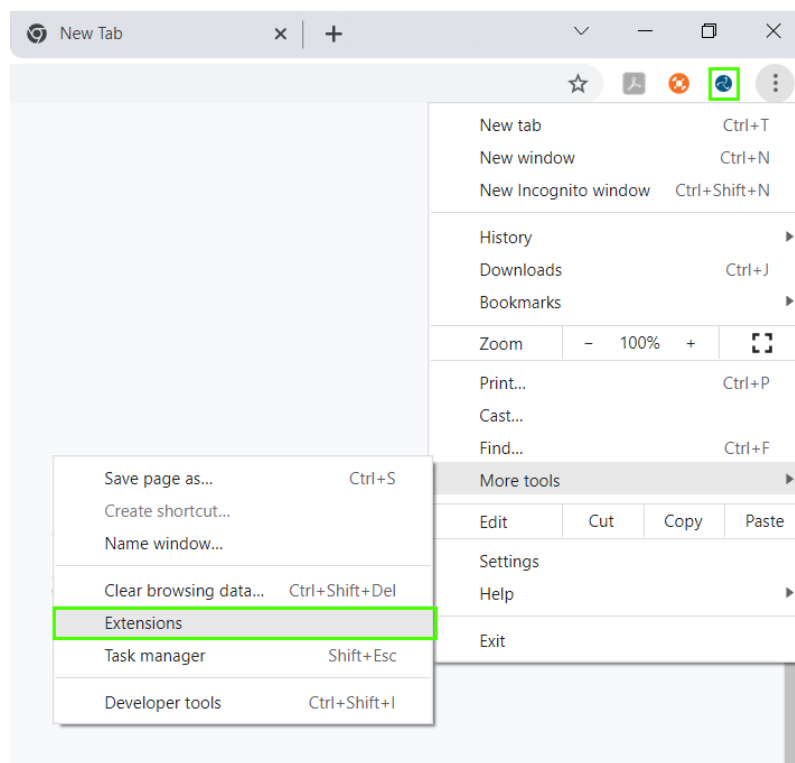 New Tab
New tab Ctrl+T
New window Ctrl+N
New Incognito window Ctrl+Shift+N
History
Downloads Ctrl+J
Bookmarks
Zoom − 100% +
Print... Ctrl+P
Cast...
Find... Ctrl+F
More tools
Edit Cut Copy Paste
Settings
Help
Exit
Save page as... Ctrl+S
Create shortcut...
Name window...
Clear browsing data... Ctrl+Shift+Del
Extensions
Task manager Shift+Esc
Developer tools Ctrl+Shift+I